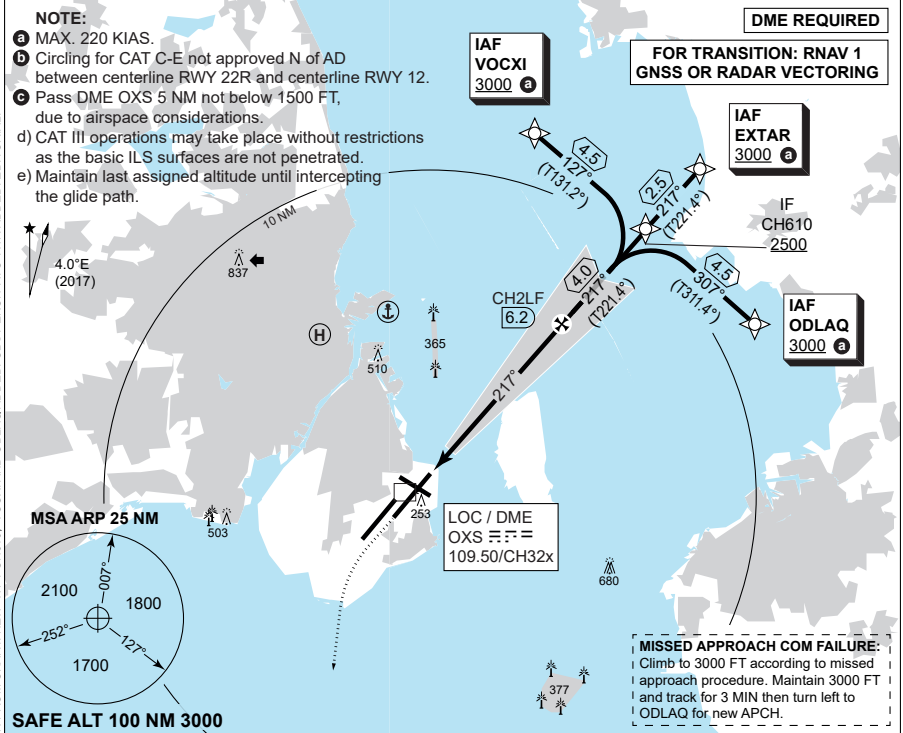 NOTE:
a MAX. 220 KIAS.
b Circling for CAT C-E not approved N of AD
between centerline RWY 22R and centerline RWY 12.
c Pass DME OXS 5 NM not below 1500 FT,
due to airspace considerations.
d) CAT III operations may take place without restrictions
as the basic ILS surfaces are not penetrated.
e) Maintain last assigned altitude until intercepting
the glide path.
DME REQUIRED
FOR TRANSITION: RNAV 1
GNSS OR RADAR VECTORING
IAF
VOCXI
3000 a
IAF
EXTAR
3000 a
4.5
127°
(T131.2°)
2.5
217°
(T221.4°)
IF
CH610
2500
10 NM
4.0°E
(2017)
837
4.0
217°
(T221.4°)
4.5
307°
(T311.4°)
IAF
ODLAQ
3000 a
CH2LF
6.2
H
365
510
217°
253
503
LOC / DME
OXS
109.50/CH32x
680
377
MSA ARP 25 NM
007°
2100
1800
252°
127°
1700
SAFE ALT 100 NM 3000
MISSED APPROACH COM FAILURE:
Climb to 3000 FT according to missed
approach procedure. Maintain 3000 FT
and track for 3 MIN then turn left to
ODLAQ for new APCH.